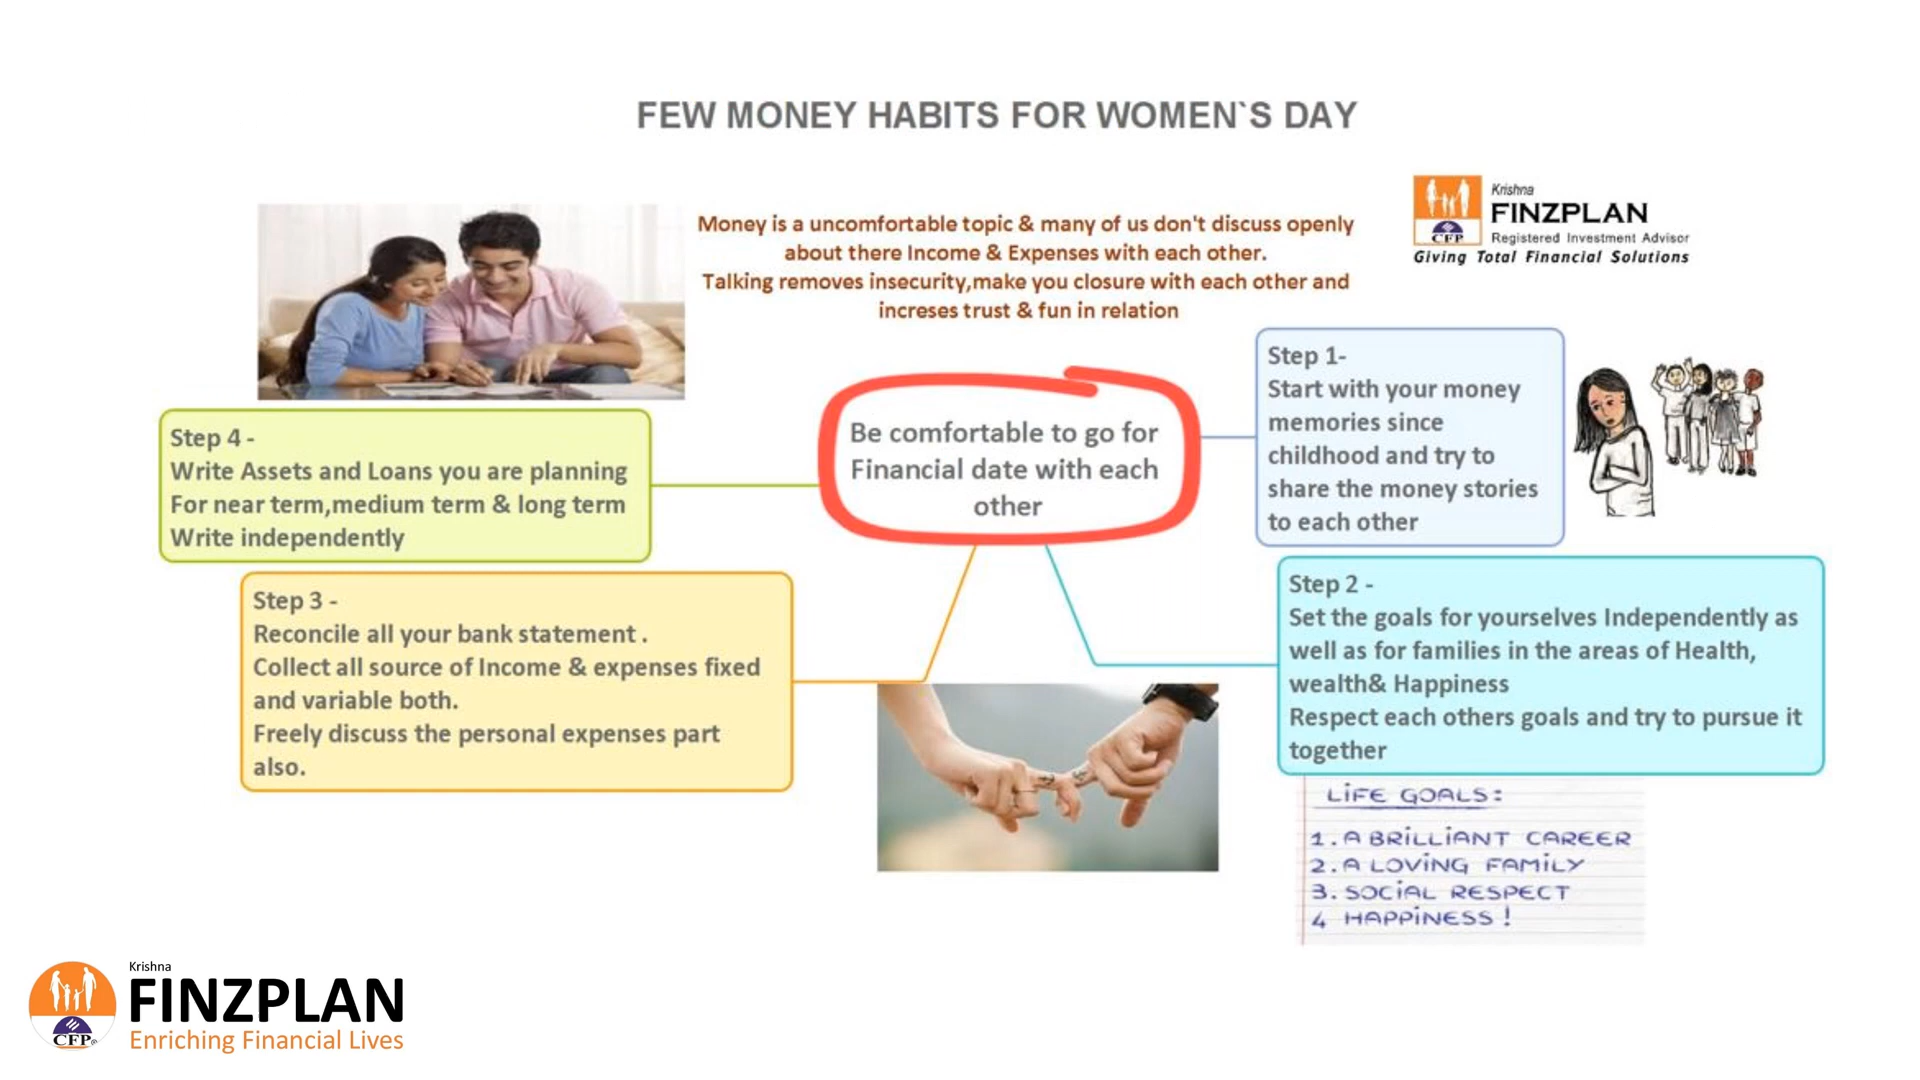 FEW MONEY HABITS FOR WOMEN`S DAY
Money is a uncomfortable topic & many of us don't discuss openly
about there Income & Expenses with each other.
Talking removes insecurity,make you closure with each other and
increses trust & fun in relation
Krishna
FINZPLAN
CFP
Registered Investment Advisor
Giving Total Financial Solutions
Be comfortable to go for
Financial date with each
other
Step 1-
Start with your money
memories since
childhood and try to
share the money stories
to each other
Step 2 -
Set the goals for yourselves Independently as
well as for families in the areas of Health,
wealth& Happiness
Respect each others goals and try to pursue it
together
LiFE GOALS:
1. A BRiLLiANT CAREER
2. A LOViNG FAMiLY
3. SOCiAL RESPECT
4 HAPPiNESS !
Step 3 -
Reconcile all your bank statement .
Collect all source of Income & expenses fixed
and variable both.
Freely discuss the personal expenses part
also.
Step 4 -
Write Assets and Loans you are planning
For near term,medium term & long term
Write independently
Krishna
FINZPLAN
CFP®
Enriching Financial Lives